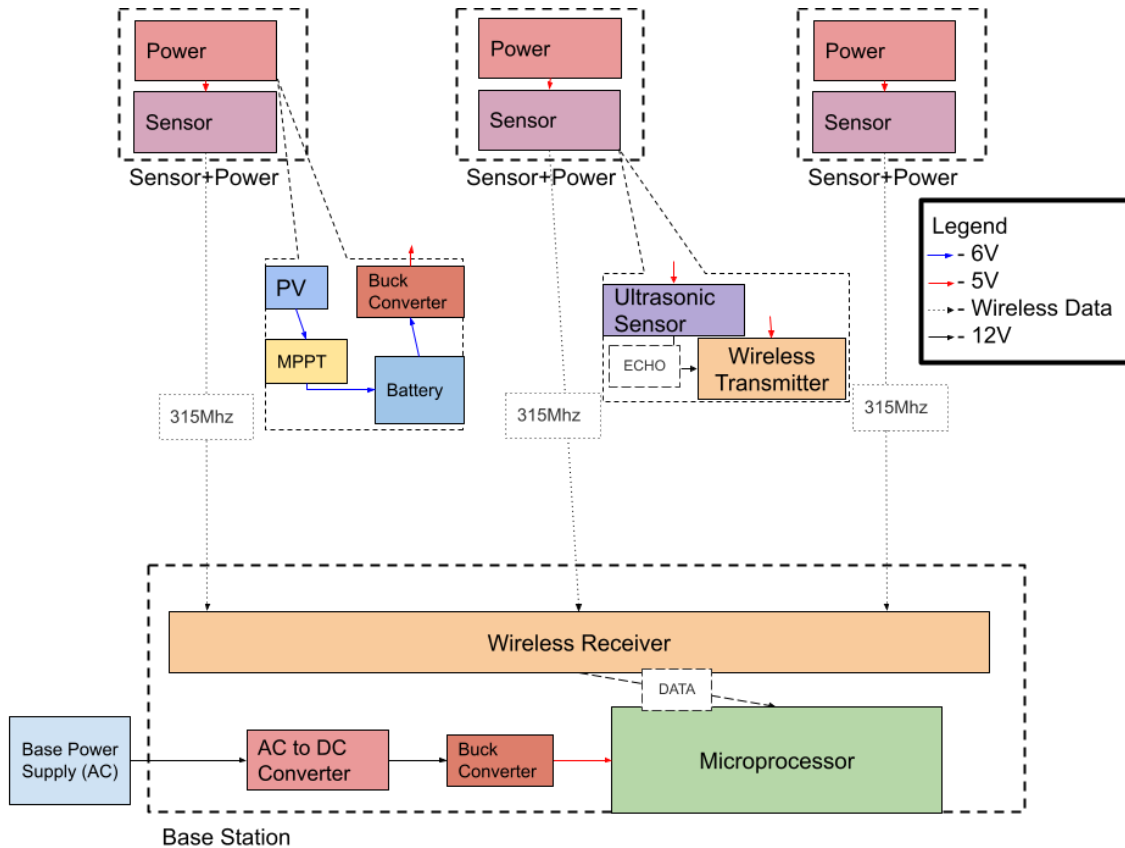 Power
Sensor
Sensor+Power
Power
Sensor
Sensor+Power
Power
Sensor
Sensor+Power
Legend
- 6V
- 5V
- Wireless Data
- 12V
PV
Buck
Converter
MPPT
Battery
Ultrasonic
Sensor
ECHO
Wireless
Transmitter
315Mhz
315Mhz
315Mhz
Wireless Receiver
DATA
Base Power
Supply (AC)
AC to DC
Converter
Buck
Converter
Microprocessor
Base Station